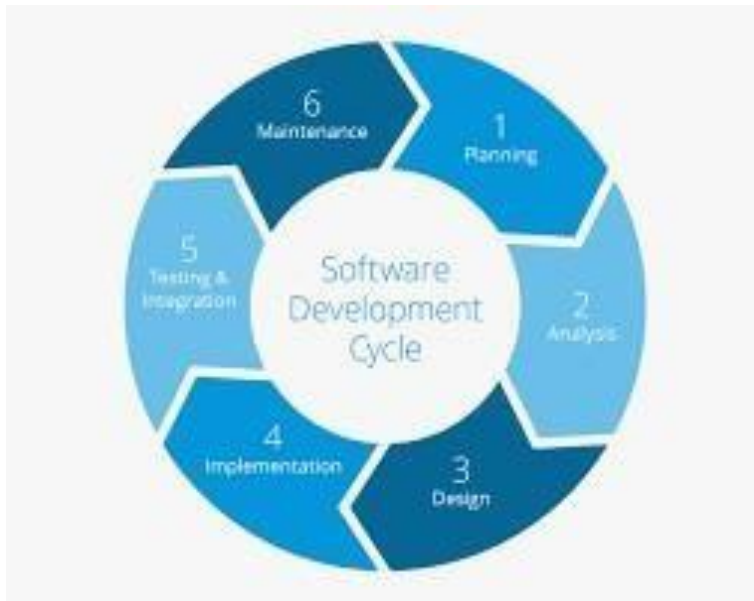 Software
Development
Cycle
1
Planning
2
Analysis
3
Design
4
Implementation
5
Testing &
Integration
6
Maintenance